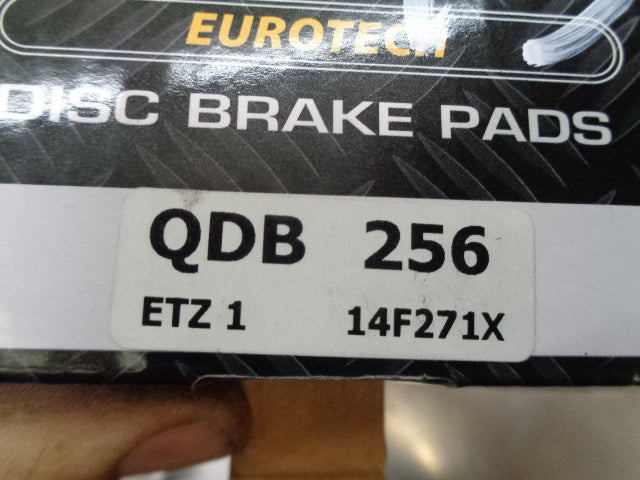 EUROTECH
DISC BRAKE PADS
QDB 256
ETZ 1 14F271X